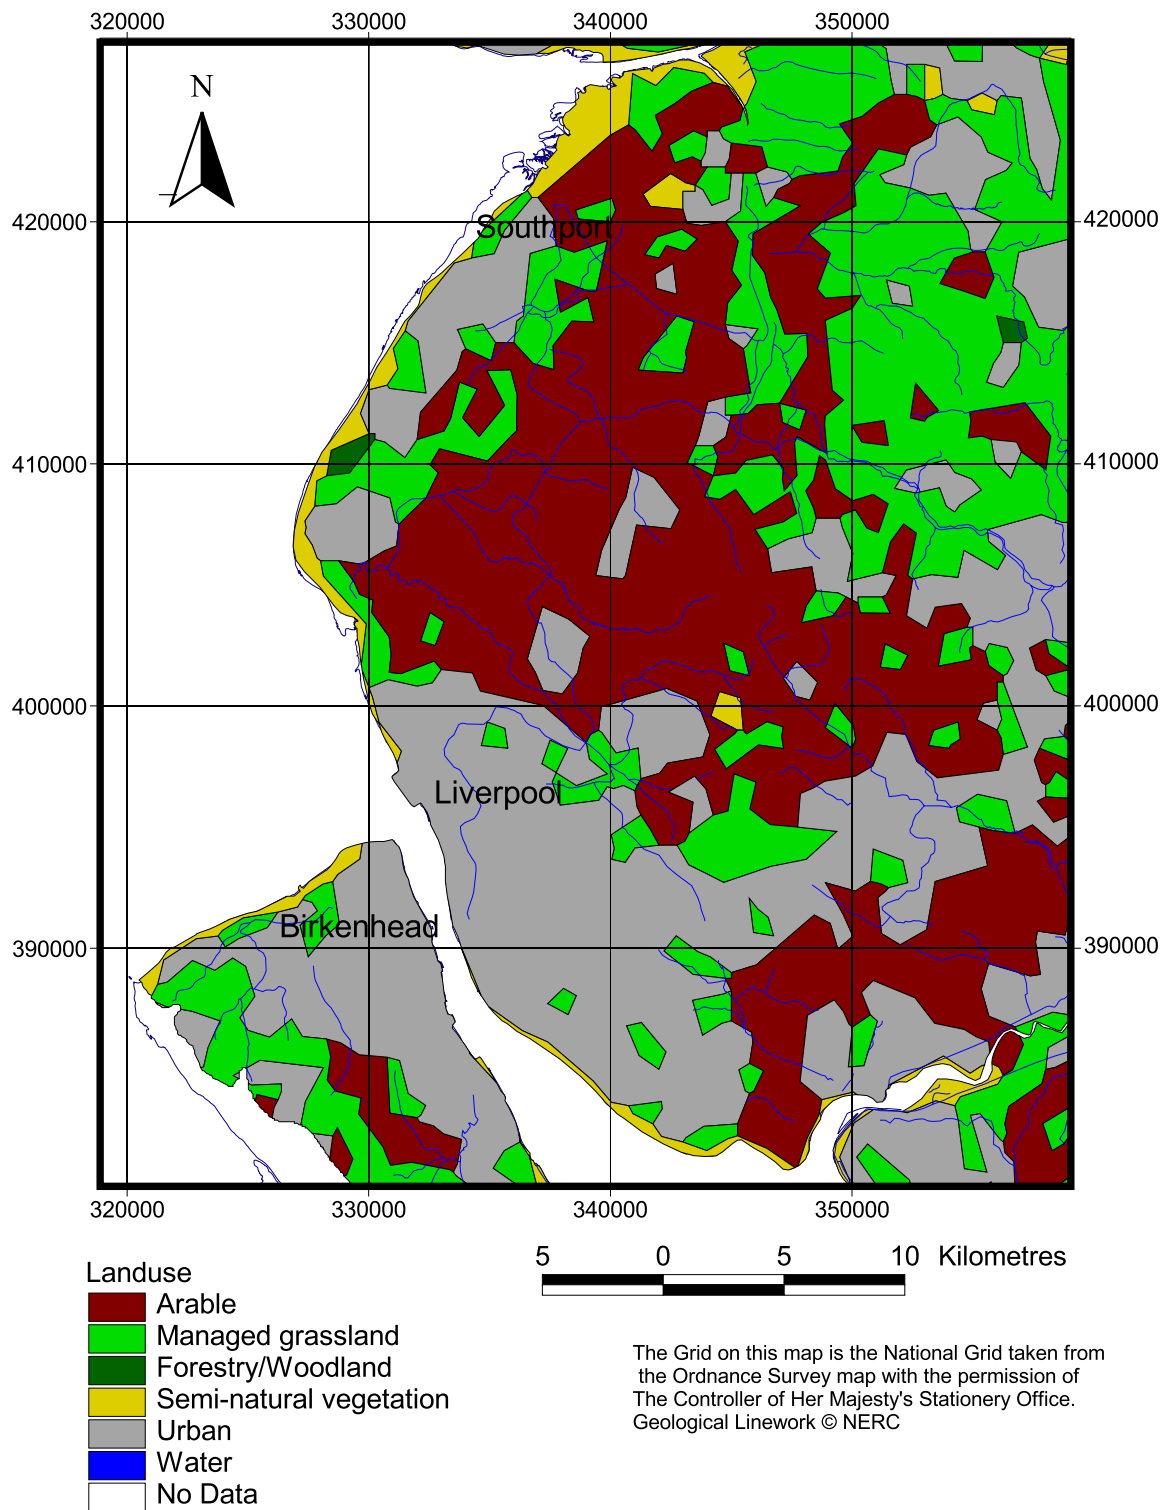 320000 330000 340000 350000
N
420000 420000
Southport
410000 410000
400000 400000
Liverpool
Birkenhead
390000 390000
320000 330000 340000 350000
5 0 5 10 Kilometres
Landuse
Arable
Managed grassland
Forestry/Woodland
Semi-natural vegetation
Urban
Water
No Data
The Grid on this map is the National Grid taken from
the Ordnance Survey map with the permission of
The Controller of Her Majesty's Stationery Office.
Geological Linework © NERC